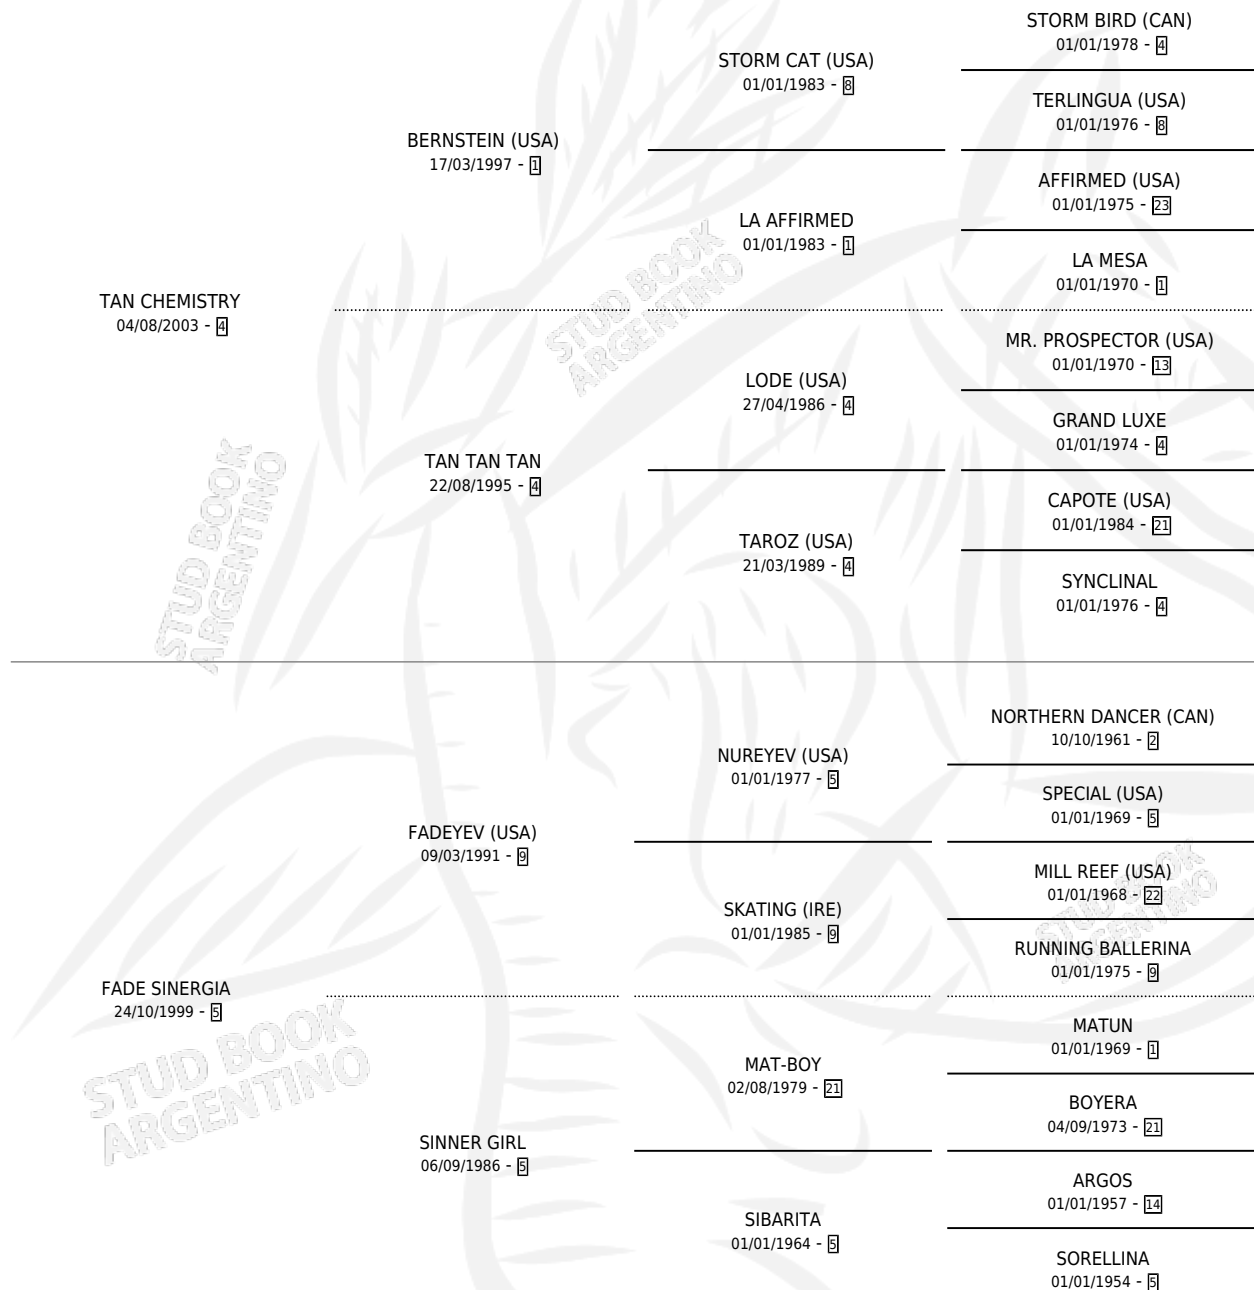 STORM BIRD (CAN)
01/01/1978 - 4
STORM CAT (USA)
01/01/1983 - 8
TERLINGUA (USA)
01/01/1976 - 8
BERNSTEIN (USA)
17/03/1997 - 1
AFFIRMED (USA)
01/01/1975 - 23
LA AFFIRMED
01/01/1983 - 1
LA MESA
01/01/1970 - 1
TAN CHEMISTRY
04/08/2003 - 4
MR. PROSPECTOR (USA)
01/01/1970 - 13
LODE (USA)
27/04/1986 - 4
GRAND LUXE
01/01/1974 - 4
TAN TAN TAN
22/08/1995 - 4
CAPOTE (USA)
01/01/1984 - 21
TAROZ (USA)
21/03/1989 - 4
SYNCLINAL
01/01/1976 - 4
NORTHERN DANCER (CAN)
10/10/1961 - 2
NUREYEV (USA)
01/01/1977 - 5
SPECIAL (USA)
01/01/1969 - 5
FADEYEV (USA)
09/03/1991 - 9
MILL REEF (USA)
01/01/1968 - 22
SKATING (IRE)
01/01/1985 - 9
RUNNING BALLERINA
01/01/1975 - 9
FADE SINERGIA
24/10/1999 - 5
MATUN
01/01/1969 - 1
MAT-BOY
02/08/1979 - 21
BOYERA
04/09/1973 - 21
SINNER GIRL
06/09/1986 - 5
ARGOS
01/01/1957 - 14
SIBARITA
01/01/1964 - 5
SORELLINA
01/01/1954 - 5
STUD BOOK
ARGENTINO
STUD BOOK
ARGENTINO
STUD BOOK
ARGENTINO
STUD BOOK
ARGENTINO